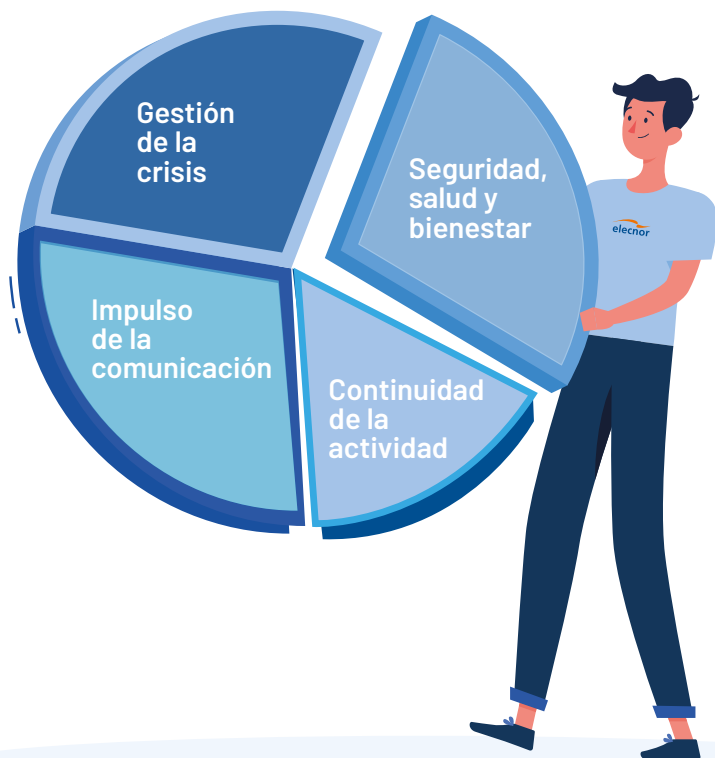 Gestión
de la
crisis
Seguridad,
salud y
bienestar
elecnor
Impulso
de la
comunicación
Continuidad
de la
actividad